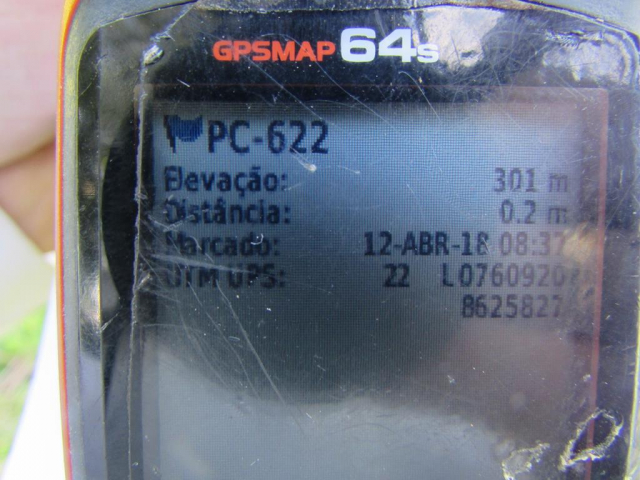 GPSMAP 64s
PC-622
Elevação: 301 m
Distância: 0.2 m
Marcado: 12-ABR-18 08:37
UTM UPS: 22 L0760920
8625827